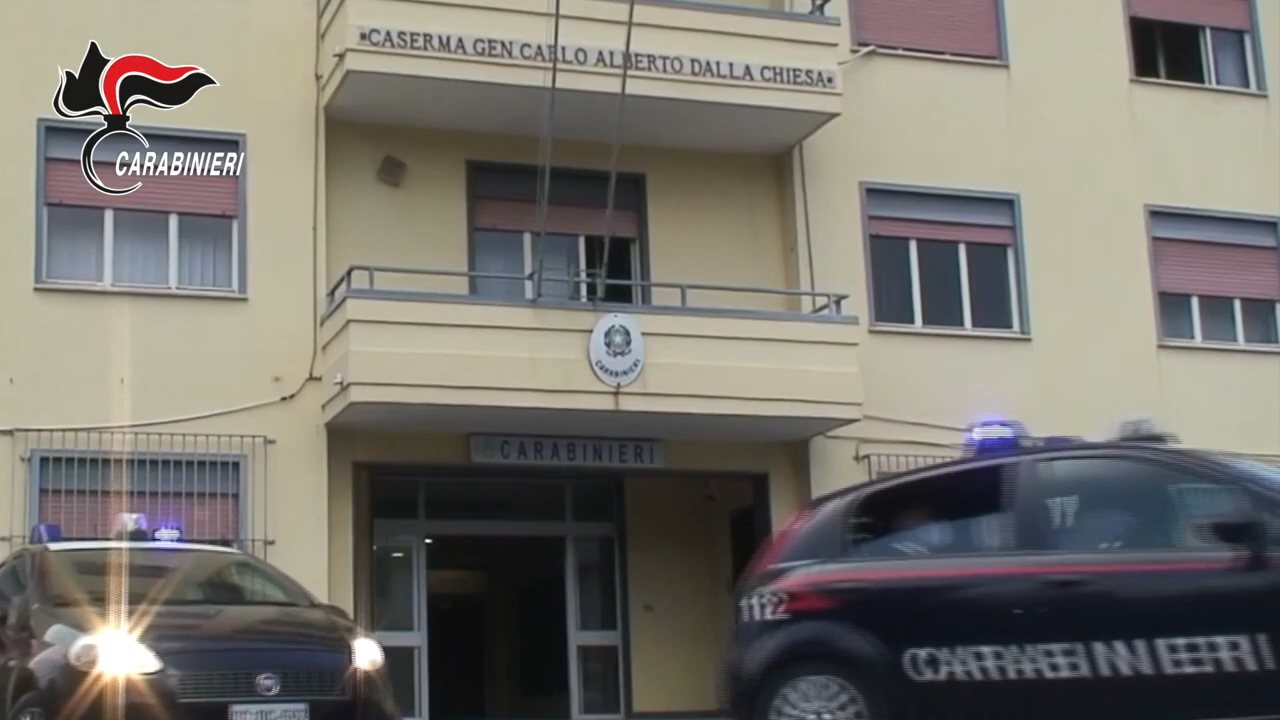 CASERMA GEN. CARLO ALBERTO DALLA CHIESA
CARABINIERI
CARABINIERI
CARABINIERI
112
CARABINIERI